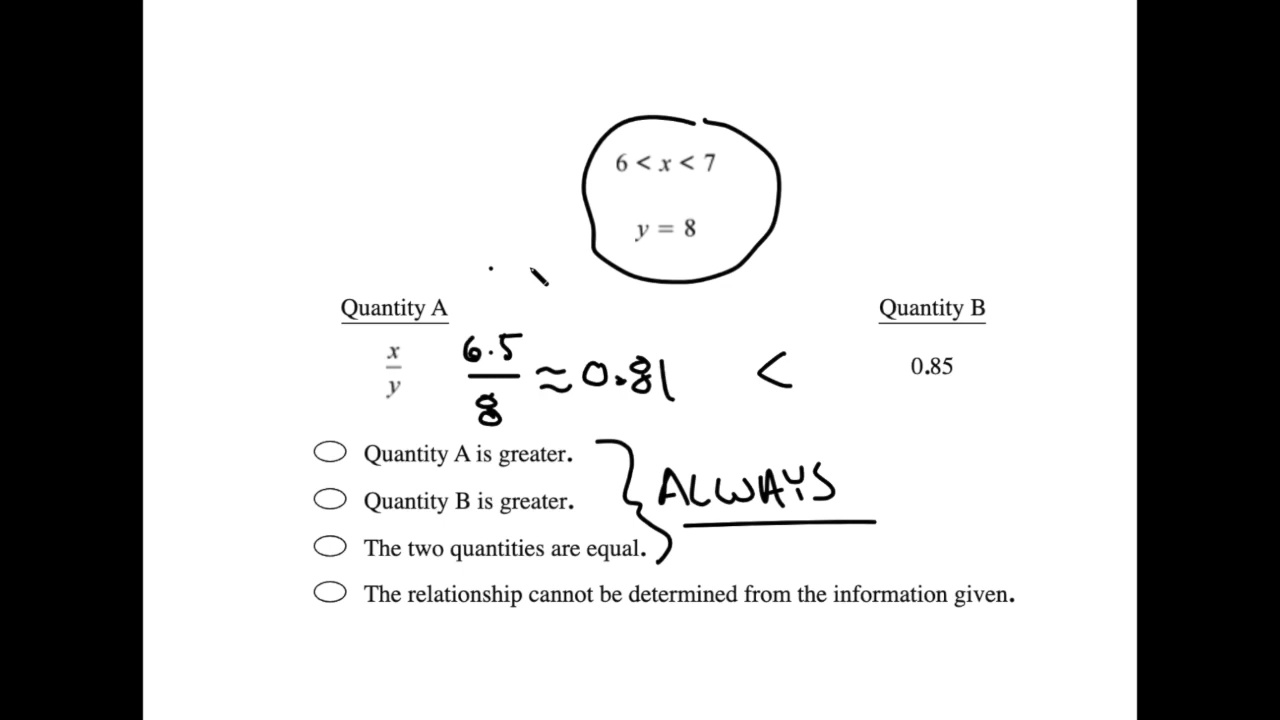 6 < x < 7
y = 8
Quantity A
Quantity B
x/y
6.5/8 ≈ 0.81 <
0.85
Quantity A is greater.
Quantity B is greater.
ALWAYS
The two quantities are equal.
The relationship cannot be determined from the information given.